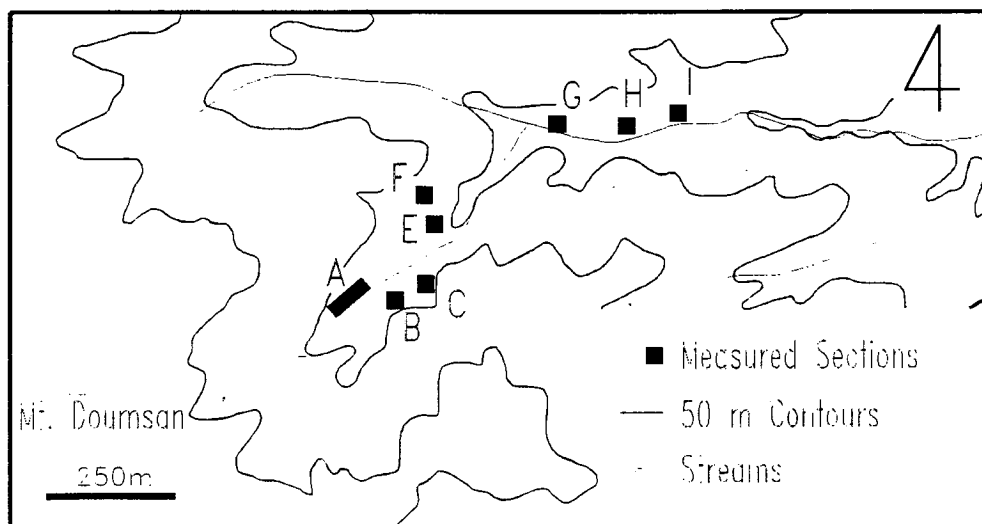 4
G H I
F
E
A
B C
■ Mecsured Sections
— 50 m Contours
- Streams
Mt. Doumsan
250m